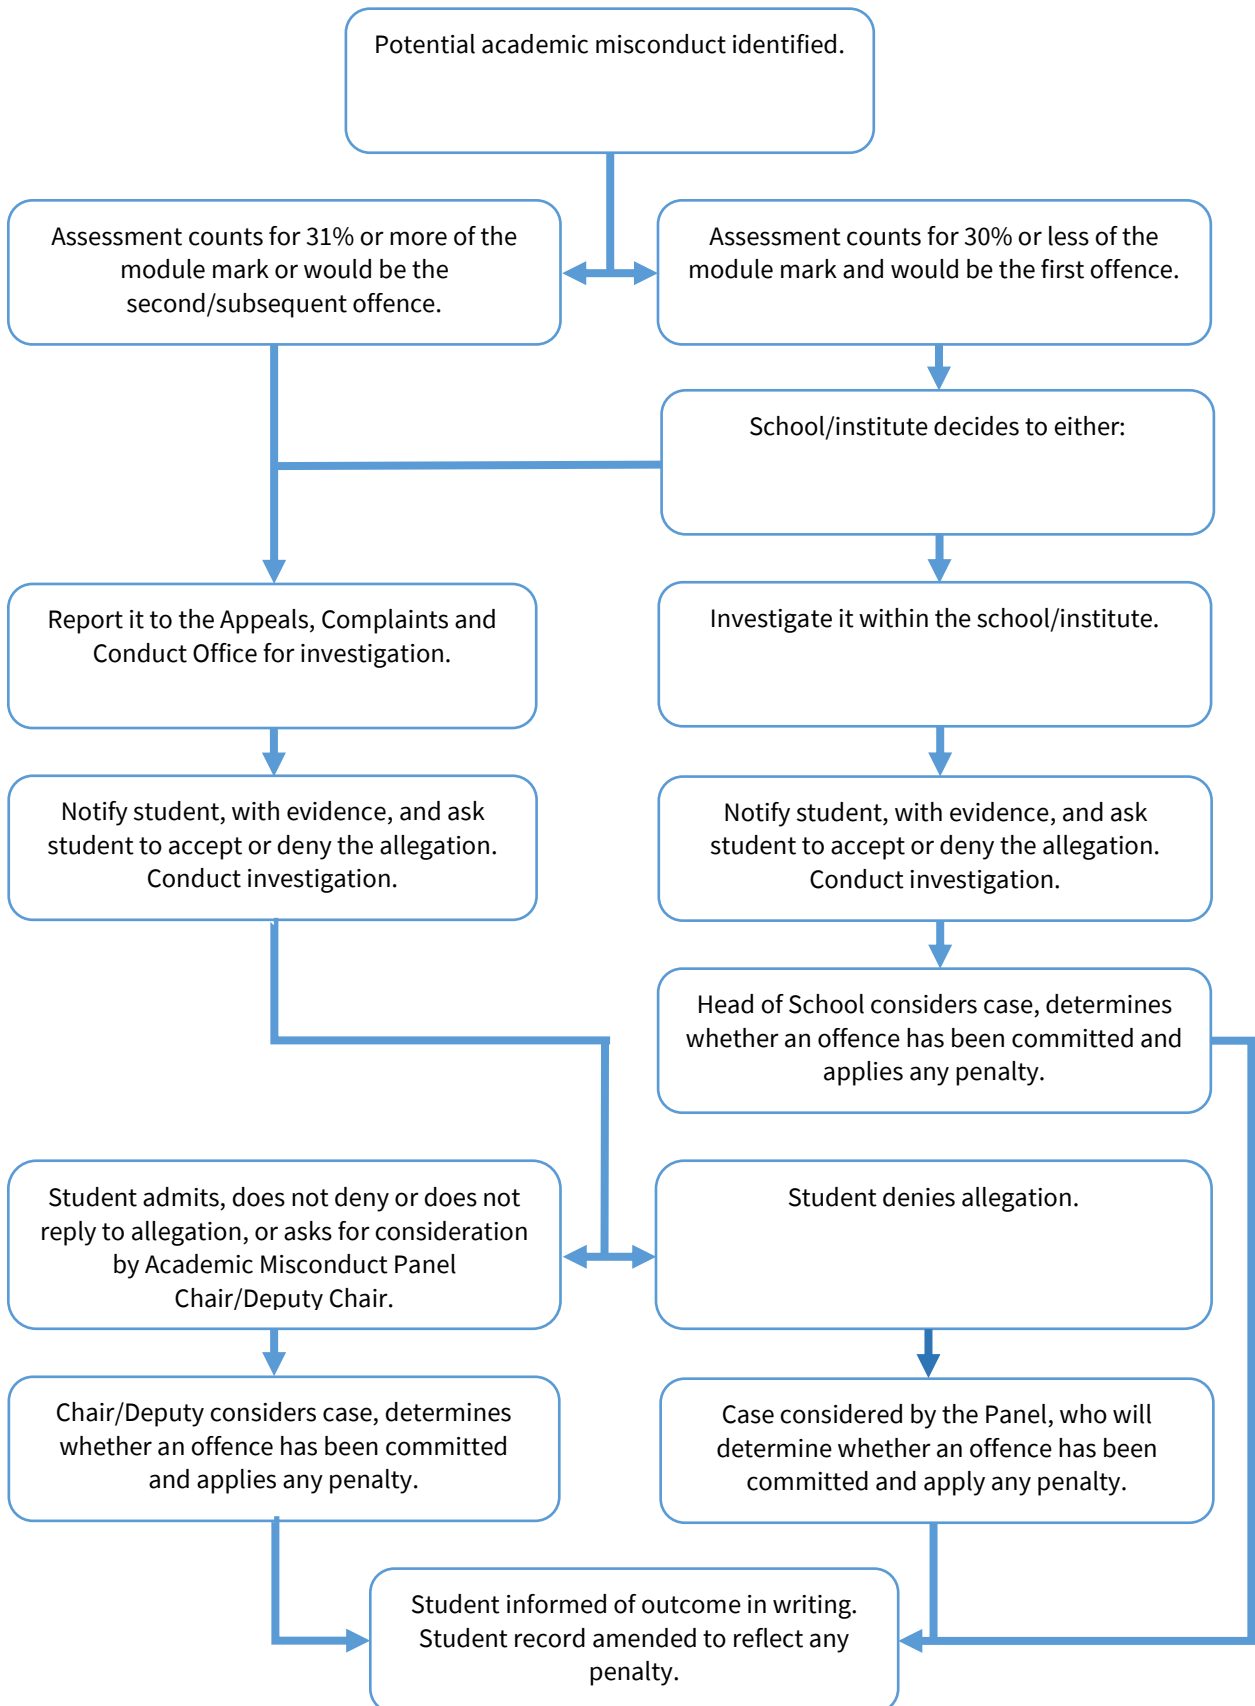 Potential academic misconduct identified.
Assessment counts for 31% or more of the
module mark or would be the
second/subsequent offence.
Assessment counts for 30% or less of the
module mark and would be the first offence.
School/institute decides to either:
Report it to the Appeals, Complaints and
Conduct Office for investigation.
Investigate it within the school/institute.
Notify student, with evidence, and ask
student to accept or deny the allegation.
Conduct investigation.
Notify student, with evidence, and ask
student to accept or deny the allegation.
Conduct investigation.
Head of School considers case, determines
whether an offence has been committed and
applies any penalty.
Student admits, does not deny or does not
reply to allegation, or asks for consideration
by Academic Misconduct Panel
Chair/Deputy Chair.
Student denies allegation.
Chair/Deputy considers case, determines
whether an offence has been committed
and applies any penalty.
Case considered by the Panel, who will
determine whether an offence has been
committed and apply any penalty.
Student informed of outcome in writing.
Student record amended to reflect any
penalty.